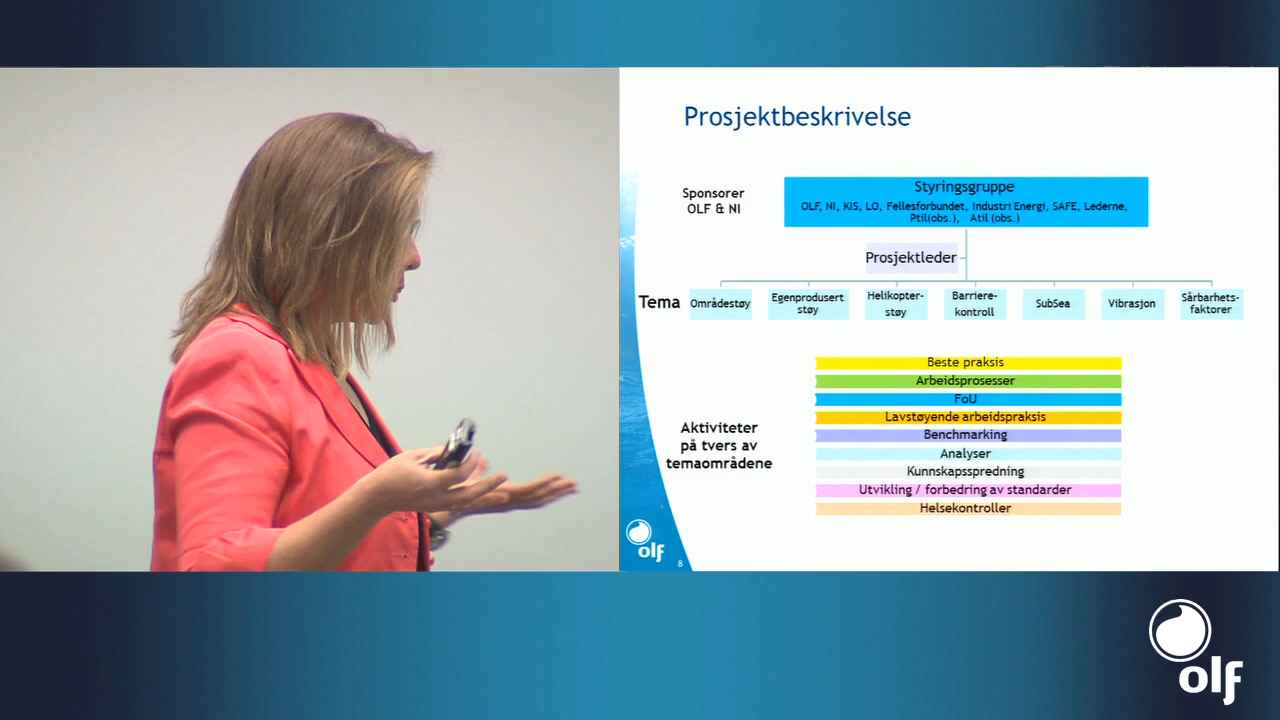 Prosjektbeskrivelse
Sponsorer
OLF & NI
Styringsgruppe
OLF, NI, KIS, LO, Fellesforbundet, Industri Energi, SAFE, Lederne,
Ptil(obs.), Atil (obs.)
Prosjektleder
Tema
Områdestøy
Egenprodusert
støy
Helikopter-
støy
Barriere-
kontroll
SubSea
Vibrasjon
Sårbarhets-
faktorer
Aktiviteter
på tvers av
temaområdene
Beste praksis
Arbeidsprosesser
FoU
Lavstøyende arbeidspraksis
Benchmarking
Analyser
Kunnskapsspredning
Utvikling / forbedring av standarder
Helsekontroller
olf
8
olf